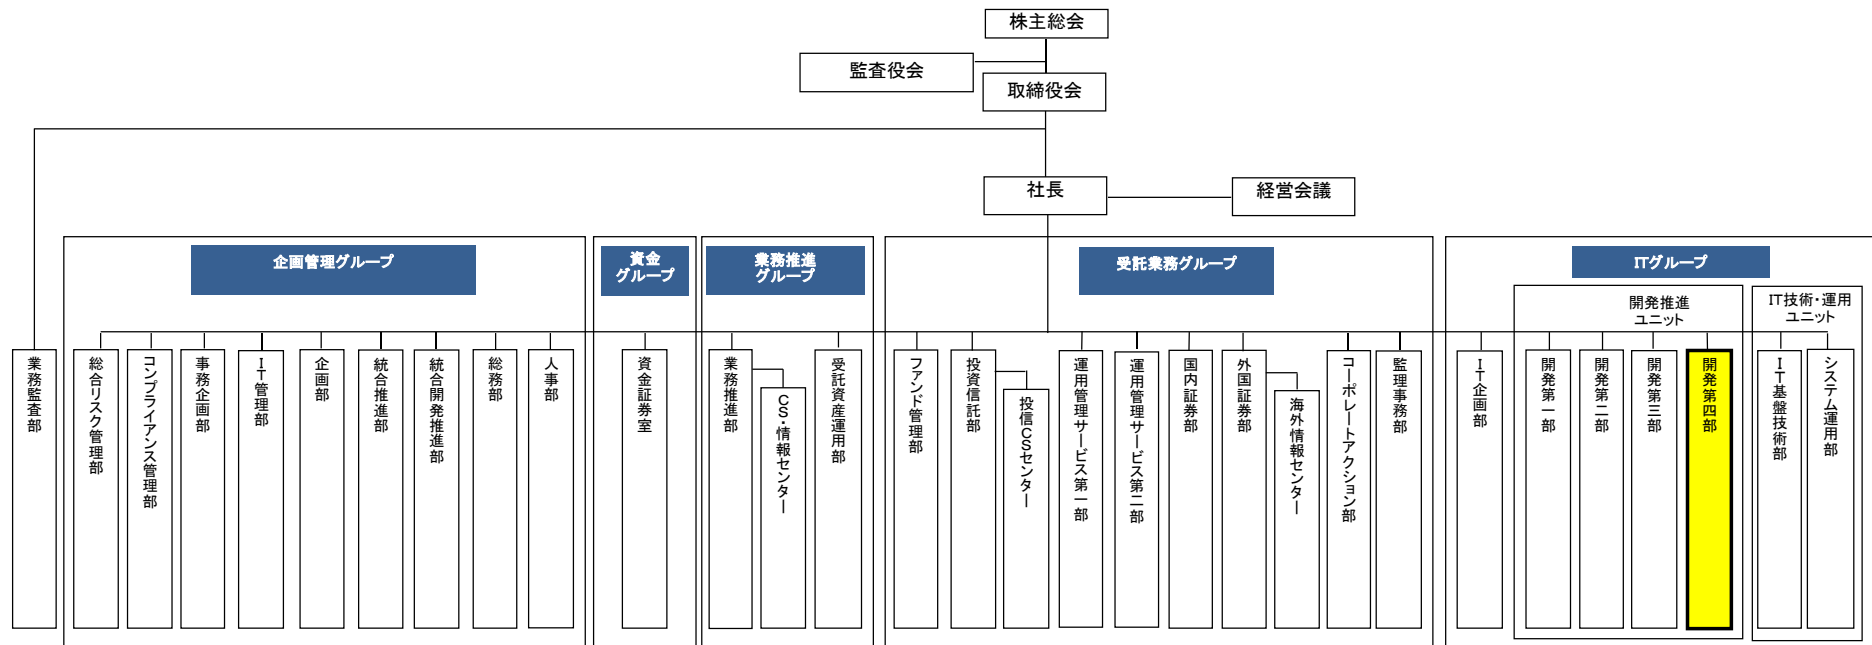 株主総会
監査役会
取締役会
社長
経営会議
企画管理グループ
資金
グループ
業務推進
グループ
受託業務グループ
ITグループ
開発推進
ユニット
IT技術・運用
ユニット
業務監査部
総合リスク管理部
コンプライアンス管理部
事務企画部
IT管理部
企画部
統合推進部
統合開発推進部
総務部
人事部
資金証券室
業務推進部
CS・情報センター
受託資産運用部
ファンド管理部
投資信託部
投信CSセンター
運用管理サービス第一部
運用管理サービス第二部
国内証券部
外国証券部
海外情報センター
コーポレートアクション部
監理事務部
IT企画部
開発第一部
開発第二部
開発第三部
開発第四部
IT基盤技術部
システム運用部